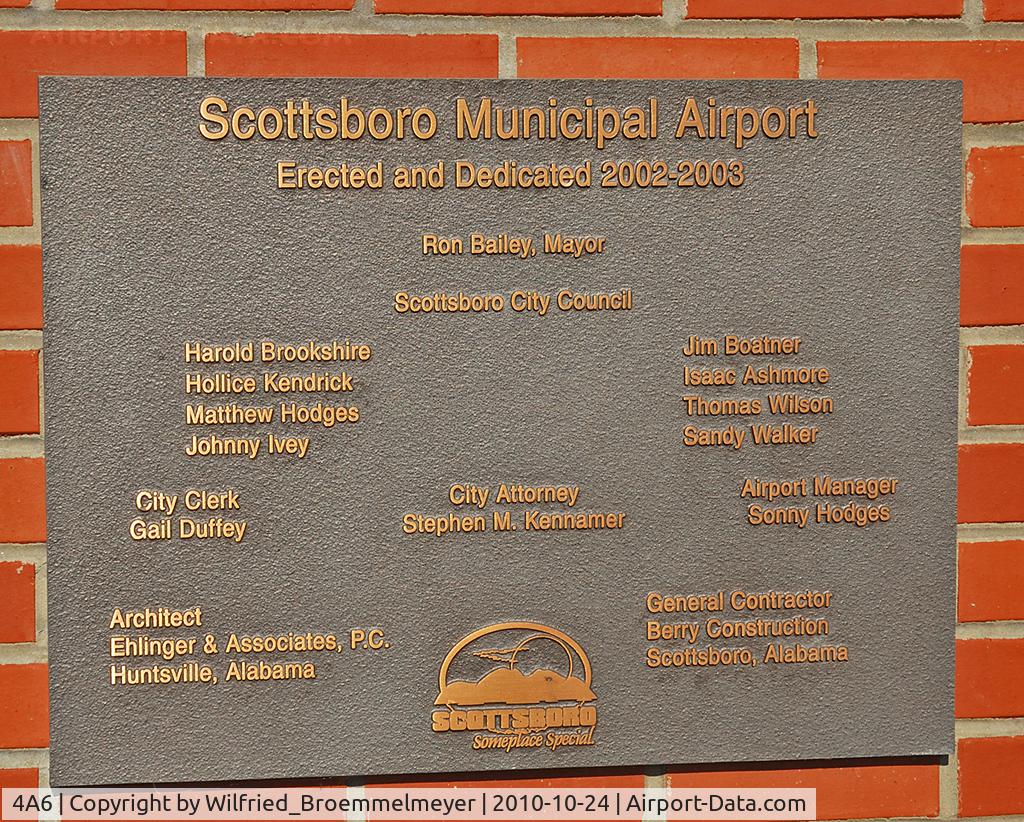 Scottsboro Municipal Airport
Erected and Dedicated 2002-2003
Ron Bailey, Mayor
Scottsboro City Council
Harold Brookshire
Hollice Kendrick
Matthew Hodges
Johnny Ivey
Jim Boatner
Isaac Ashmore
Thomas Wilson
Sandy Walker
City Clerk
Gail Duffey
City Attorney
Stephen M. Kennamer
Airport Manager
Sonny Hodges
Architect
Ehlinger & Associates, P.C.
Huntsville, Alabama
General Contractor
Berry Construction
Scottsboro, Alabama
SCOTTSBORO
Someplace Special.
4A6 | Copyright by Wilfried_Broemmelmeyer | 2010-10-24 | Airport-Data.com
AIRPORT-DATA.COM